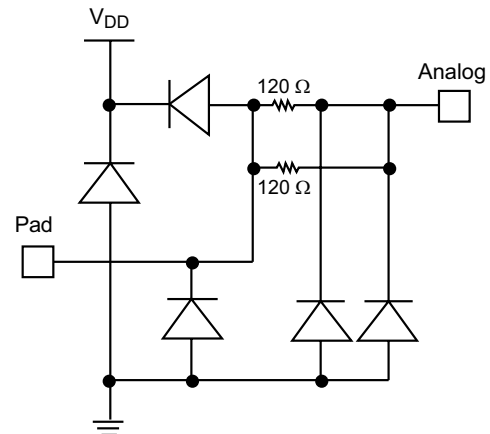 V_DD
120 Ω
Analog
120 Ω
Pad